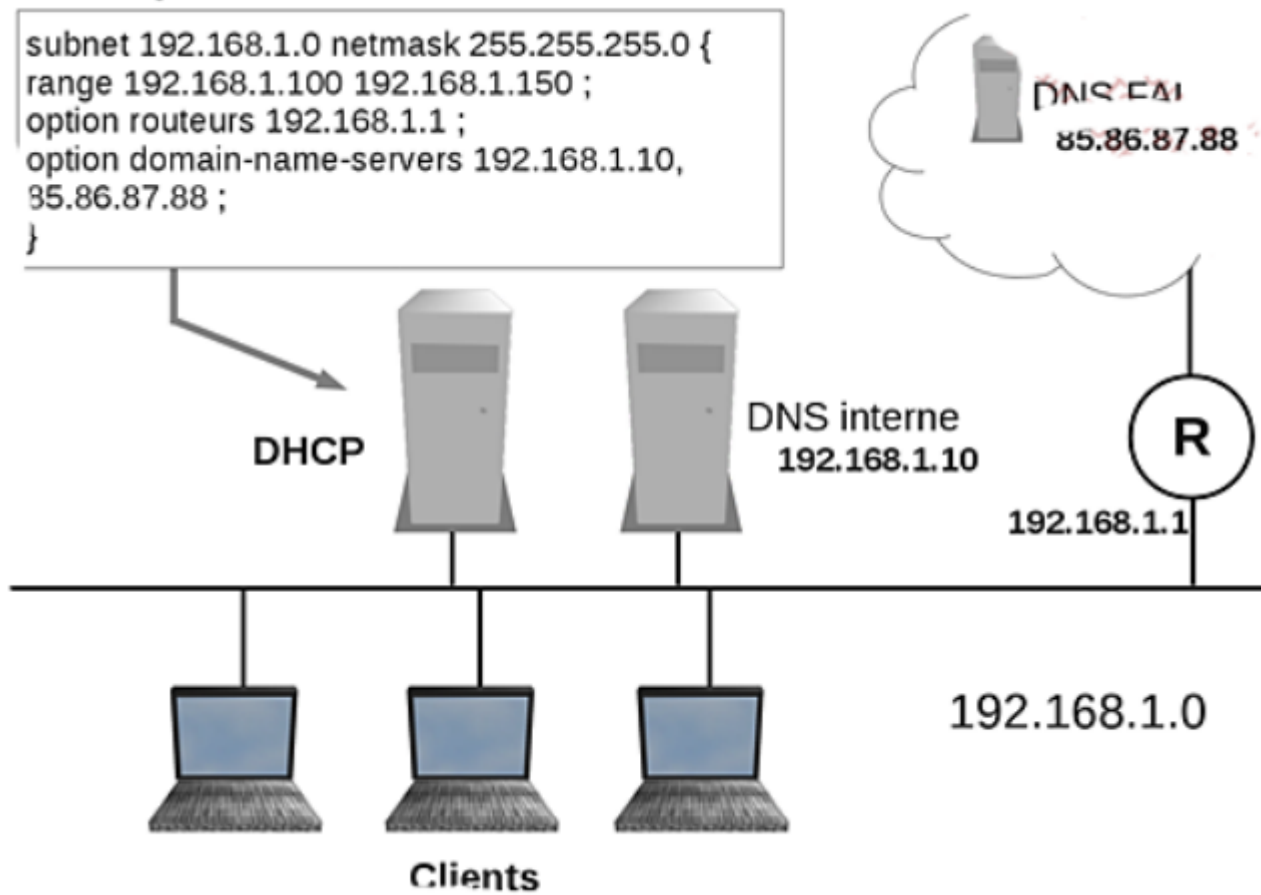 subnet 192.168.1.0 netmask 255.255.255.0 {
range 192.168.1.100 192.168.1.150 ;
option routeurs 192.168.1.1 ;
option domain-name-servers 192.168.1.10,
85.86.87.88 ;
}
DNS FAI
85.86.87.88
DHCP
DNS interne
192.168.1.10
R
192.168.1.1
192.168.1.0
Clients